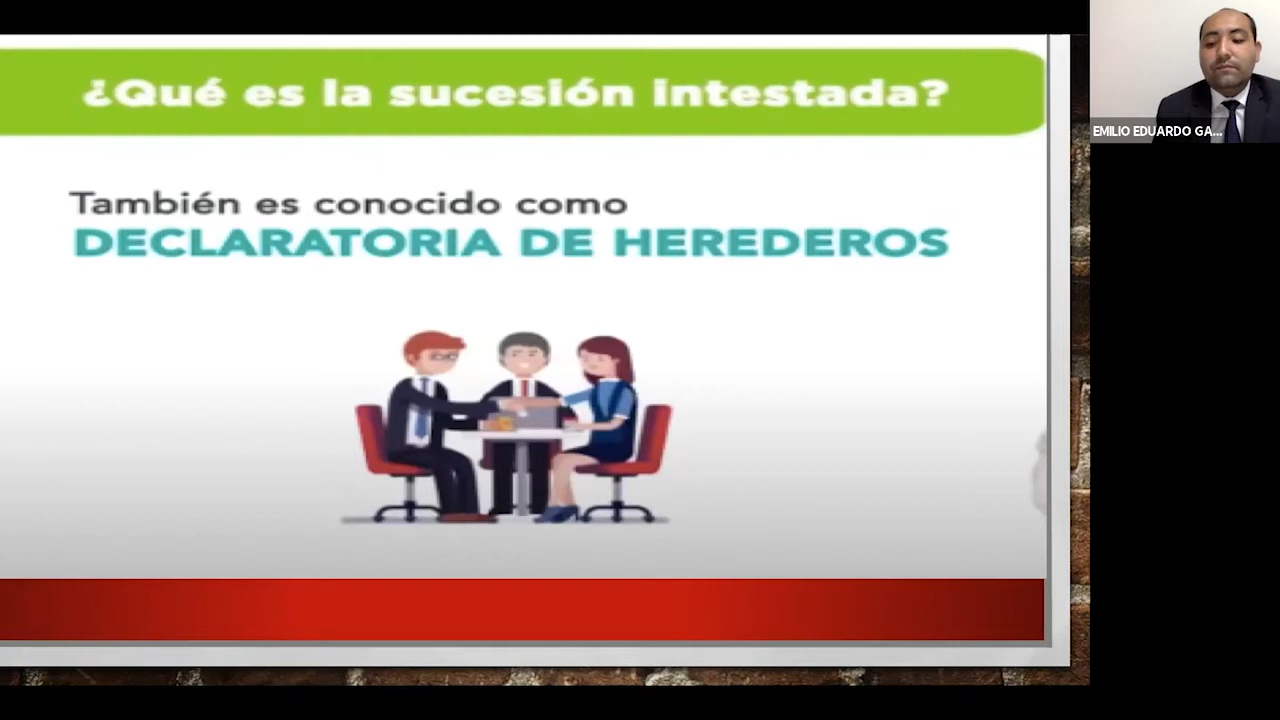 ¿Qué es la sucesión intestada?
También es conocido como
DECLARATORIA DE HEREDEROS
EMILIO EDUARDO GA...